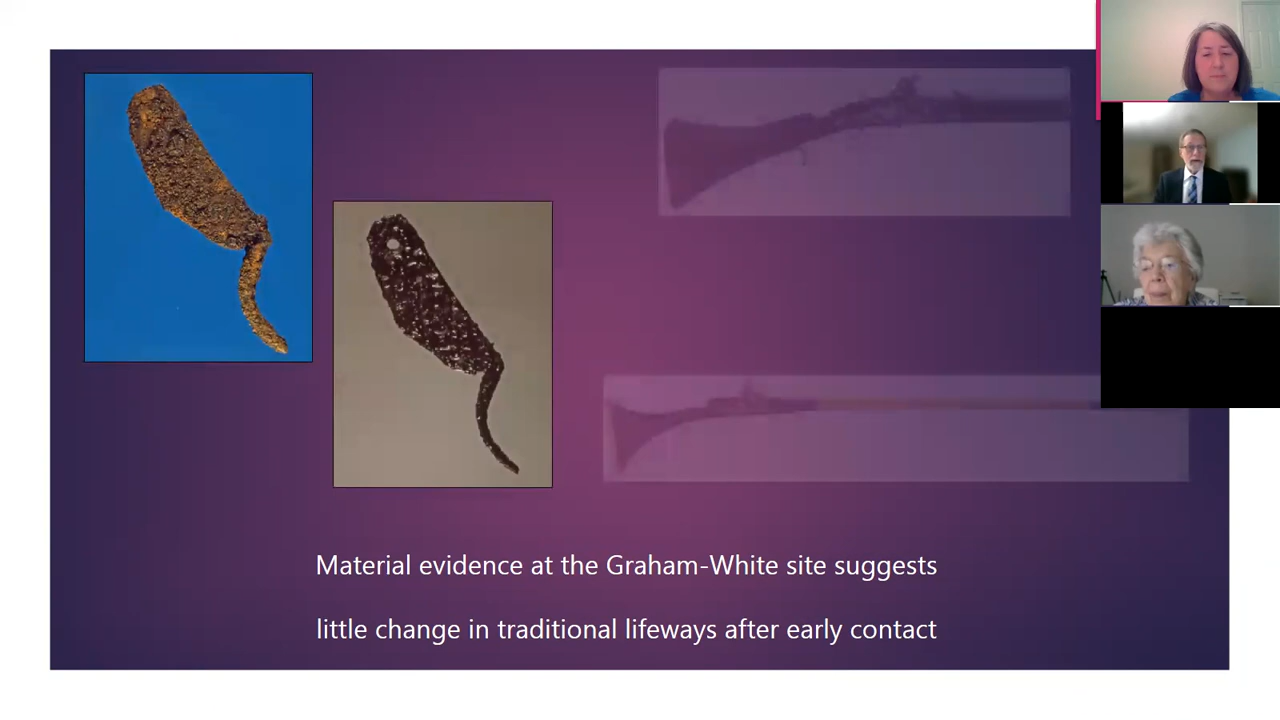 Material evidence at the Graham-White site suggests
little change in traditional lifeways after early contact